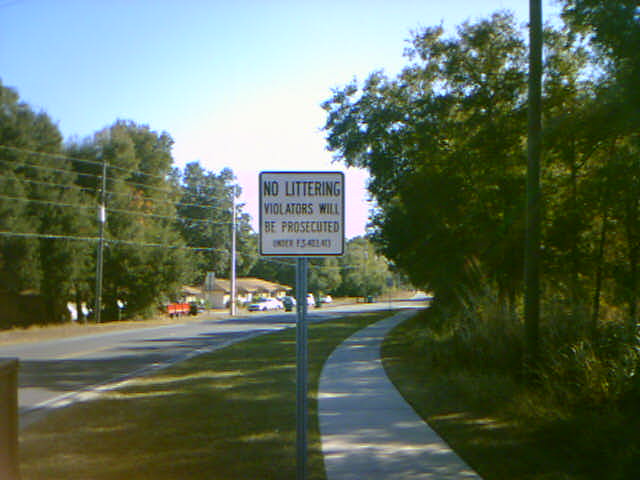 NO LITTERING
VIOLATORS WILL
BE PROSECUTED
UNDER F.S.403.413